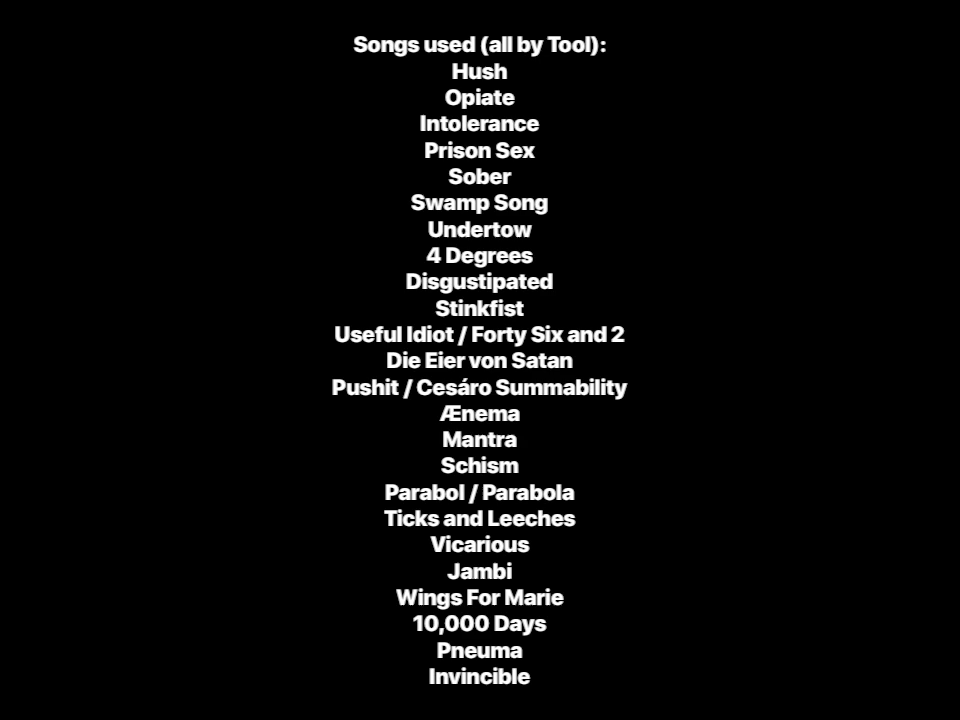 Songs used (all by Tool):
Hush
Opiate
Intolerance
Prison Sex
Sober
Swamp Song
Undertow
4 Degrees
Disgustipated
Stinkfist
Useful Idiot / Forty Six and 2
Die Eier von Satan
Pushit / Cesáro Summability
Ænema
Mantra
Schism
Parabol / Parabola
Ticks and Leeches
Vicarious
Jambi
Wings For Marie
10,000 Days
Pneuma
Invincible